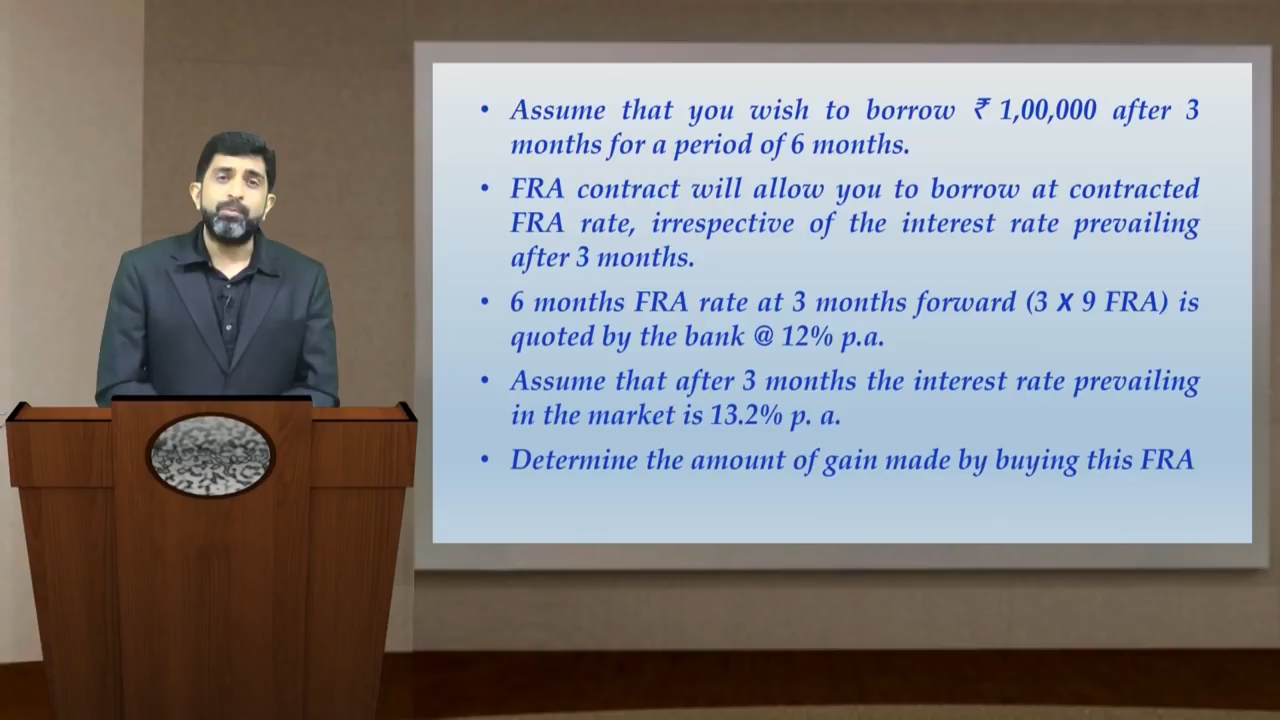 • Assume that you wish to borrow ₹ 1,00,000 after 3
months for a period of 6 months.
• FRA contract will allow you to borrow at contracted
FRA rate, irrespective of the interest rate prevailing
after 3 months.
• 6 months FRA rate at 3 months forward (3 X 9 FRA) is
quoted by the bank @ 12% p.a.
• Assume that after 3 months the interest rate prevailing
in the market is 13.2% p. a.
• Determine the amount of gain made by buying this FRA